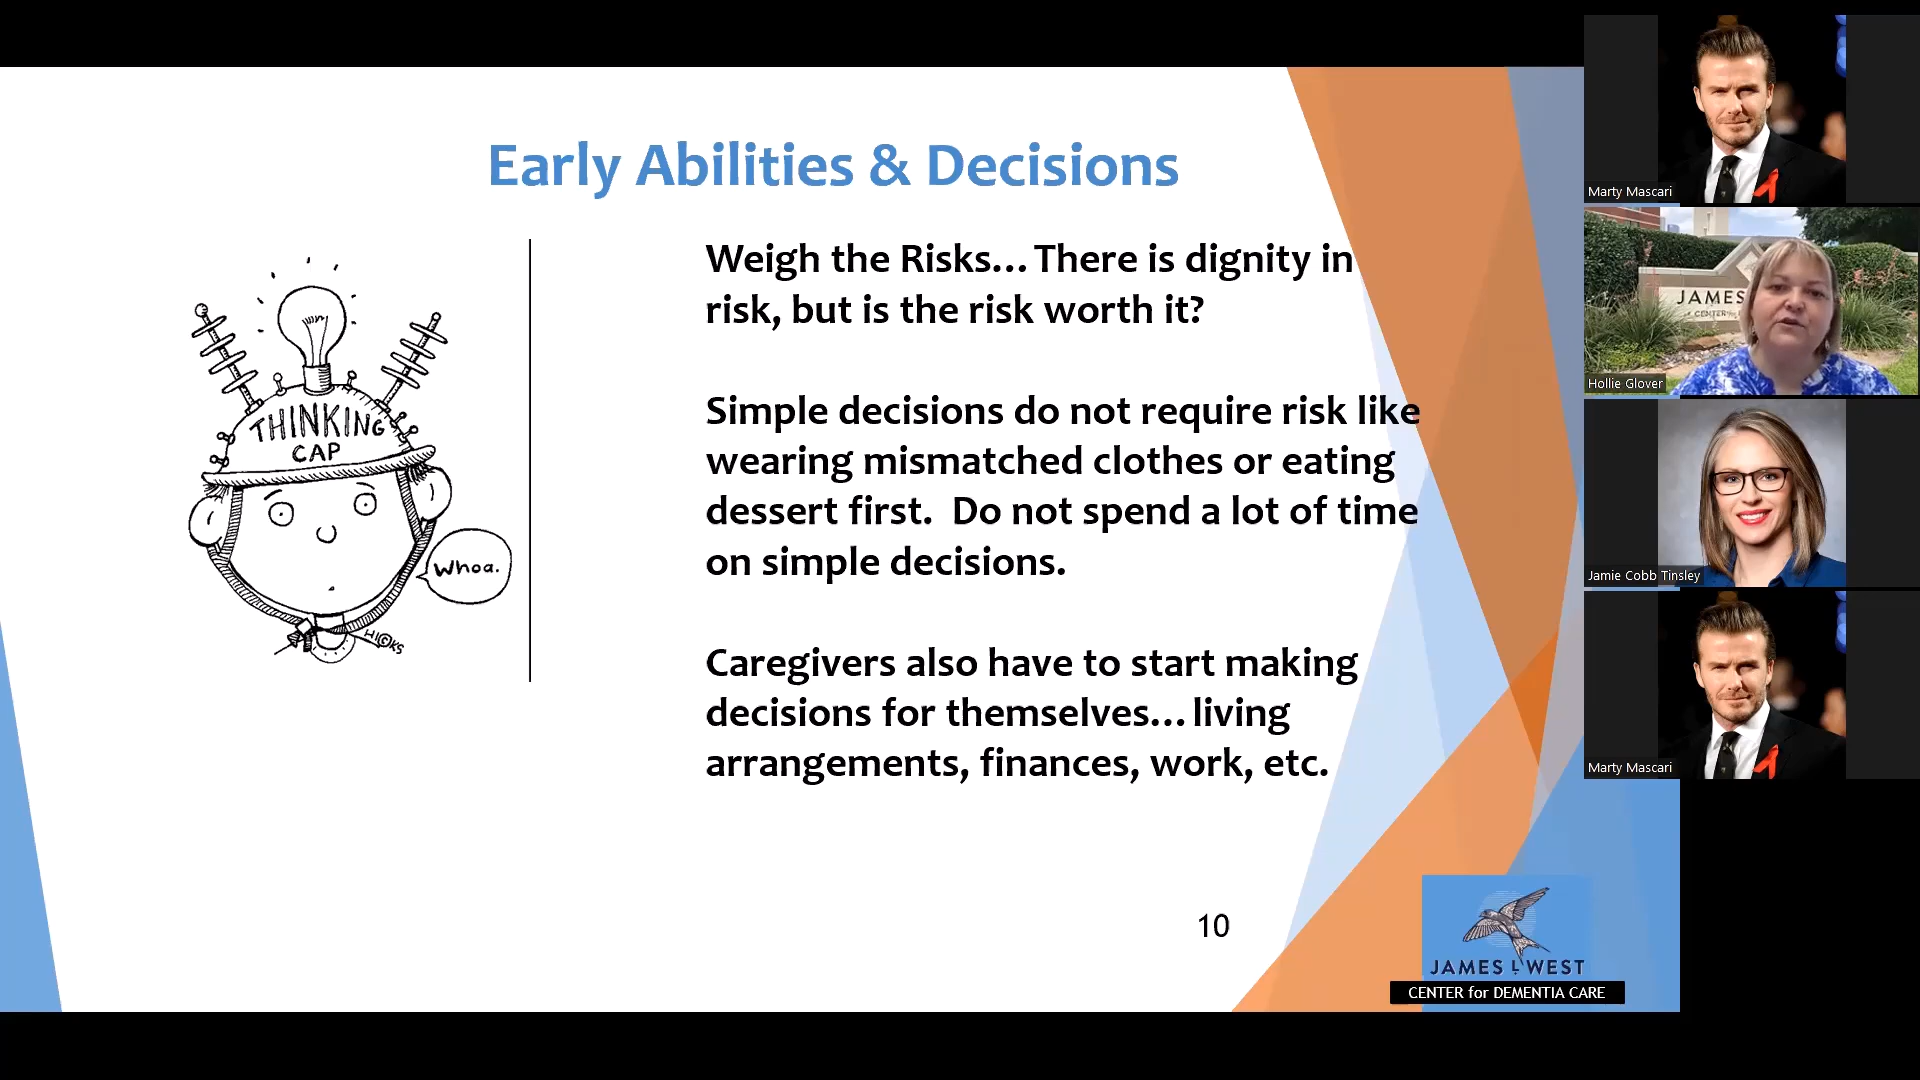 Early Abilities & Decisions
THINKING
CAP
Whoa.
HICKS
Weigh the Risks… There is dignity in
risk, but is the risk worth it?
Simple decisions do not require risk like
wearing mismatched clothes or eating
dessert first.  Do not spend a lot of time
on simple decisions.
Caregivers also have to start making
decisions for themselves… living
arrangements, finances, work, etc.
10
JAMES L WEST
CENTER for DEMENTIA CARE
Marty Mascari
JAMES
CENTER
Hollie Glover
Jamie Cobb Tinsley
Marty Mascari